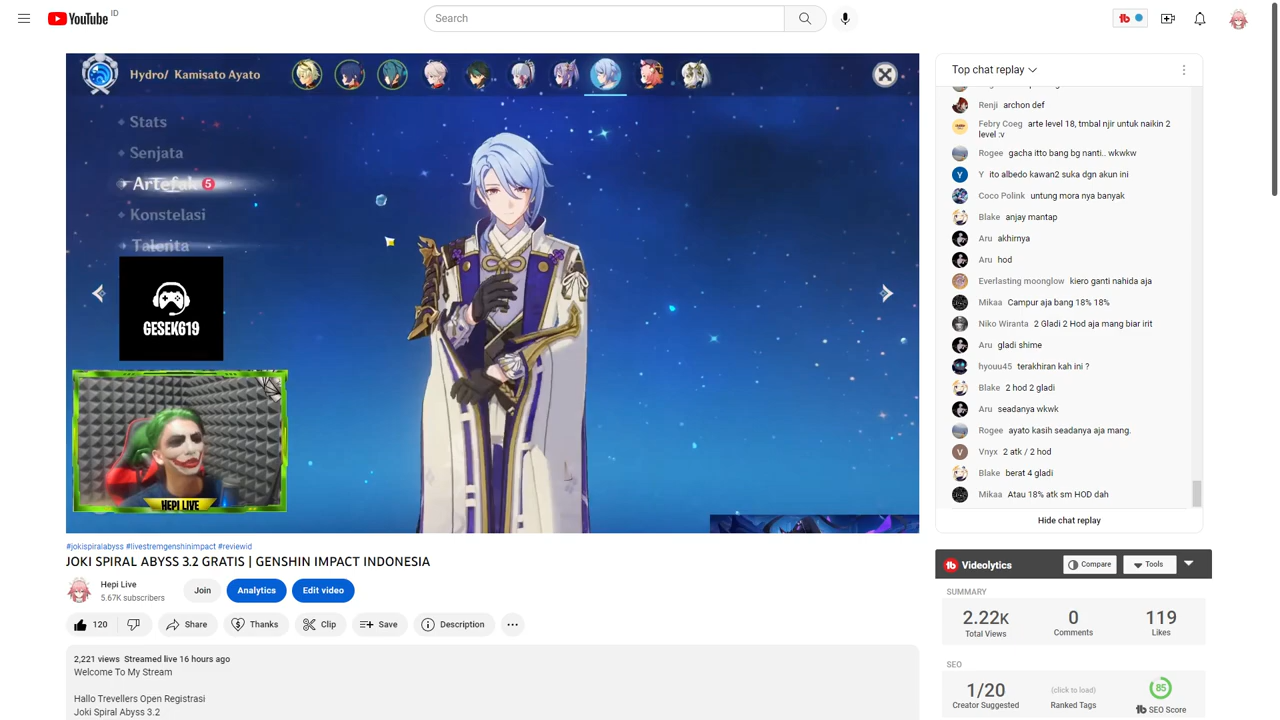 YouTube ID
Search
tb
Hydro/ Kamisato Ayato
Stats
Senjata
Artefak 5
Konstelasi
Talenta
GESEK619
HEPI LIVE
Top chat replay
Renji archon def
Febry Coeg arte level 18, tmbal njir untuk naikin 2
level :v
Rogee gacha itto bang bg nanti.. wkwkw
Y Y ito albedo kawan2 suka dgn akun ini
Coco Polink untung mora nya banyak
Blake anjay mantap
Aru akhirnya
Aru hod
Everlasting moonglow kiero ganti nahida aja
Mikaa Campur aja bang 18% 18%
Niko Wiranta 2 Gladi 2 Hod aja mang biar irit
Aru gladi shime
hyouu45 terakhiran kah ini ?
Blake 2 hod 2 gladi
Aru seadanya wkwk
Rogee ayato kasih seadanya aja mang.
V Vnyx 2 atk / 2 hod
Blake berat 4 gladi
Mikaa Atau 18% atk sm HOD dah
Hide chat replay
#jokispiralabyss #livestremgenshinimpact #reviewid
JOKI SPIRAL ABYSS 3.2 GRATIS | GENSHIN IMPACT INDONESIA
Hepi Live
5.67K subscribers
Join
Analytics
Edit video
120
Share
Thanks
Clip
Save
Description
2,221 views Streamed live 16 hours ago
Welcome To My Stream
Hallo Trevellers Open Registrasi
Joki Spiral Abyss 3.2
tb Videolytics
Compare
Tools
SUMMARY
2.22K
Total Views
0
Comments
119
Likes
SEO
1/20
Creator Suggested
(click to load)
Ranked Tags
85
tb SEO Score